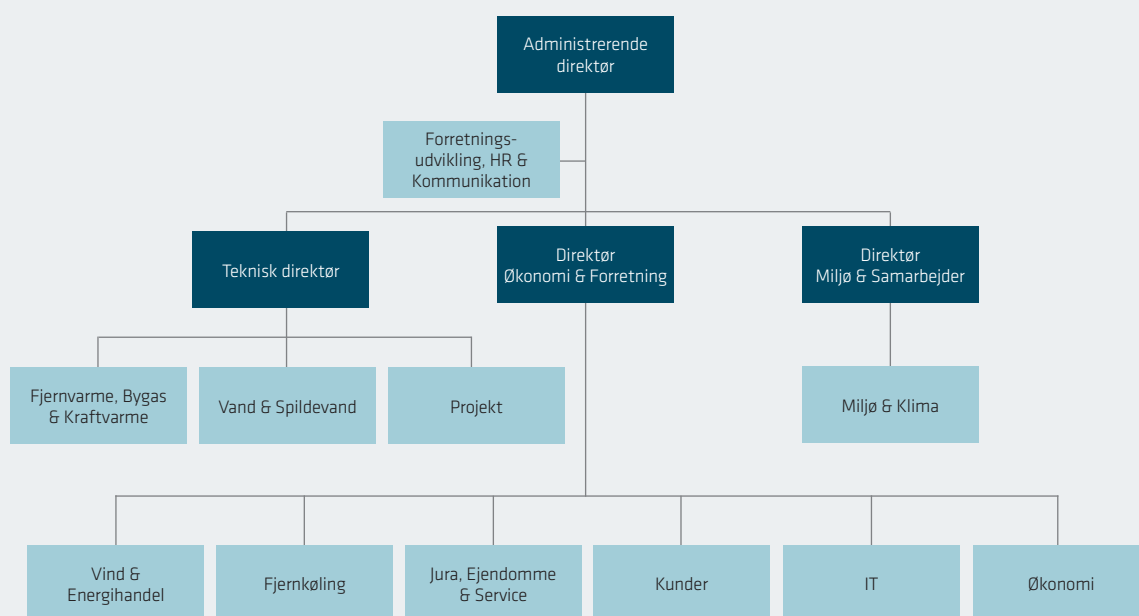 Administrerende
direktør
Forretnings-
udvikling, HR &
Kommunikation
Teknisk direktør
Direktør
Økonomi & Forretning
Direktør
Miljø & Samarbejder
Fjernvarme, Bygas
& Kraftvarme
Vand & Spildevand
Projekt
Miljø & Klima
Vind &
Energihandel
Fjernkøling
Jura, Ejendomme
& Service
Kunder
IT
Økonomi